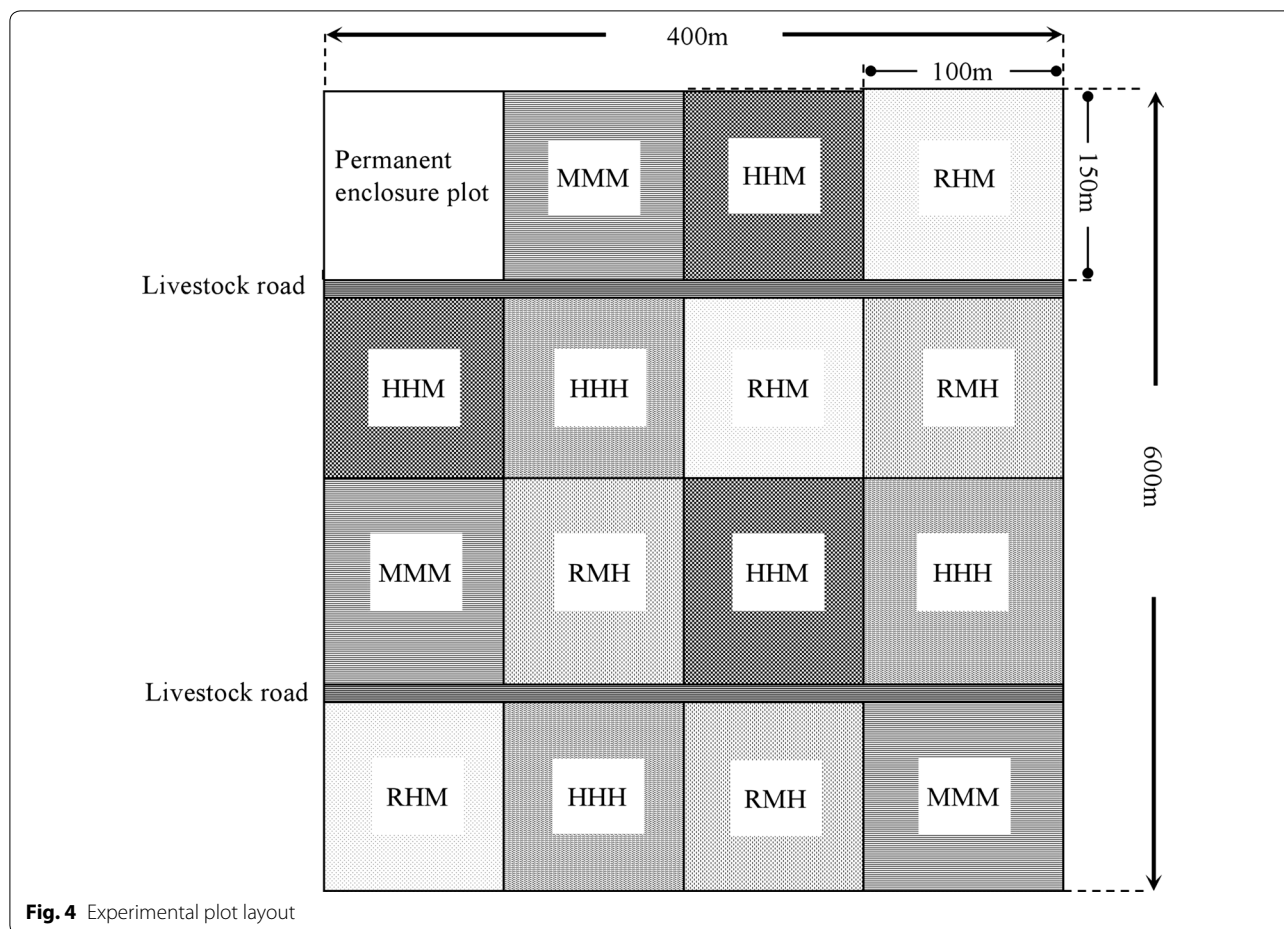 400m
100m
Permanent
enclosure plot
MMM
HHM
RHM
150m
Livestock road
HHM
HHH
RHM
RMH
600m
MMM
RMH
HHM
HHH
Livestock road
RHM
HHH
RMH
MMM
Fig. 4 Experimental plot layout